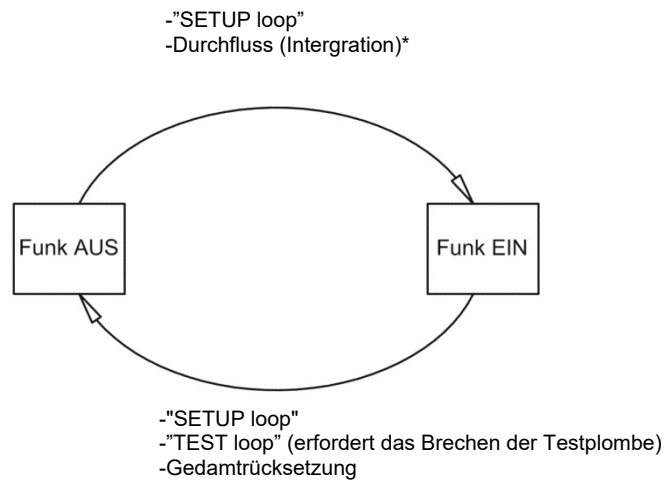 -”SETUP loop”
-Durchfluss (Intergration)*
Funk AUS
Funk EIN
-"SETUP loop"
-”TEST loop” (erfordert das Brechen der Testplombe)
-Gedamtrücksetzung